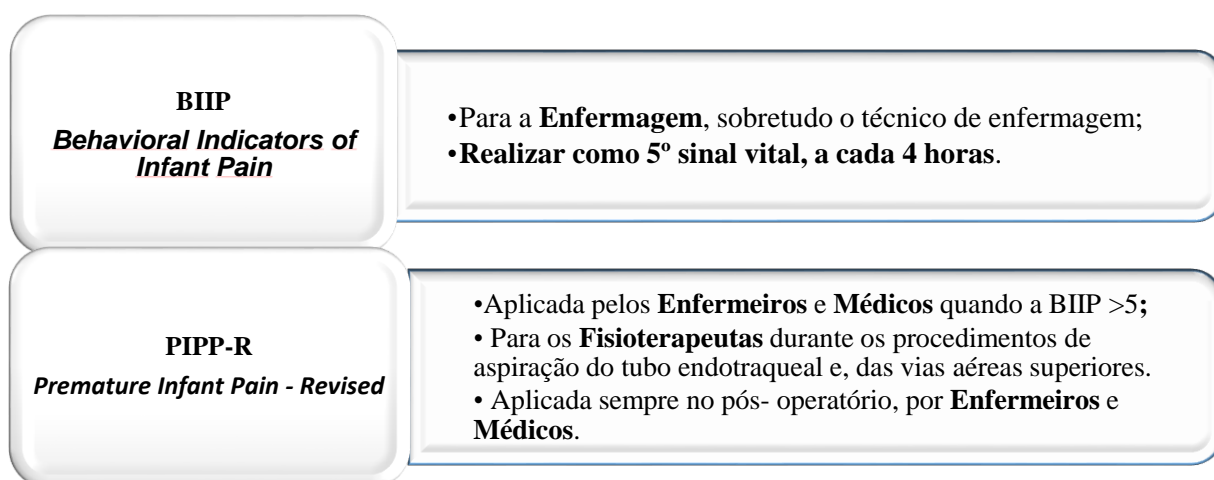 BIIP
Behavioral Indicators of
Infant Pain
•Para a Enfermagem, sobretudo o técnico de enfermagem;
•Realizar como 5º sinal vital, a cada 4 horas.
PIPP-R
Premature Infant Pain - Revised
•Aplicada pelos Enfermeiros e Médicos quando a BIIP >5;
• Para os Fisioterapeutas durante os procedimentos de
aspiração do tubo endotraqueal e, das vias aéreas superiores.
• Aplicada sempre no pós- operatório, por Enfermeiros e
Médicos.